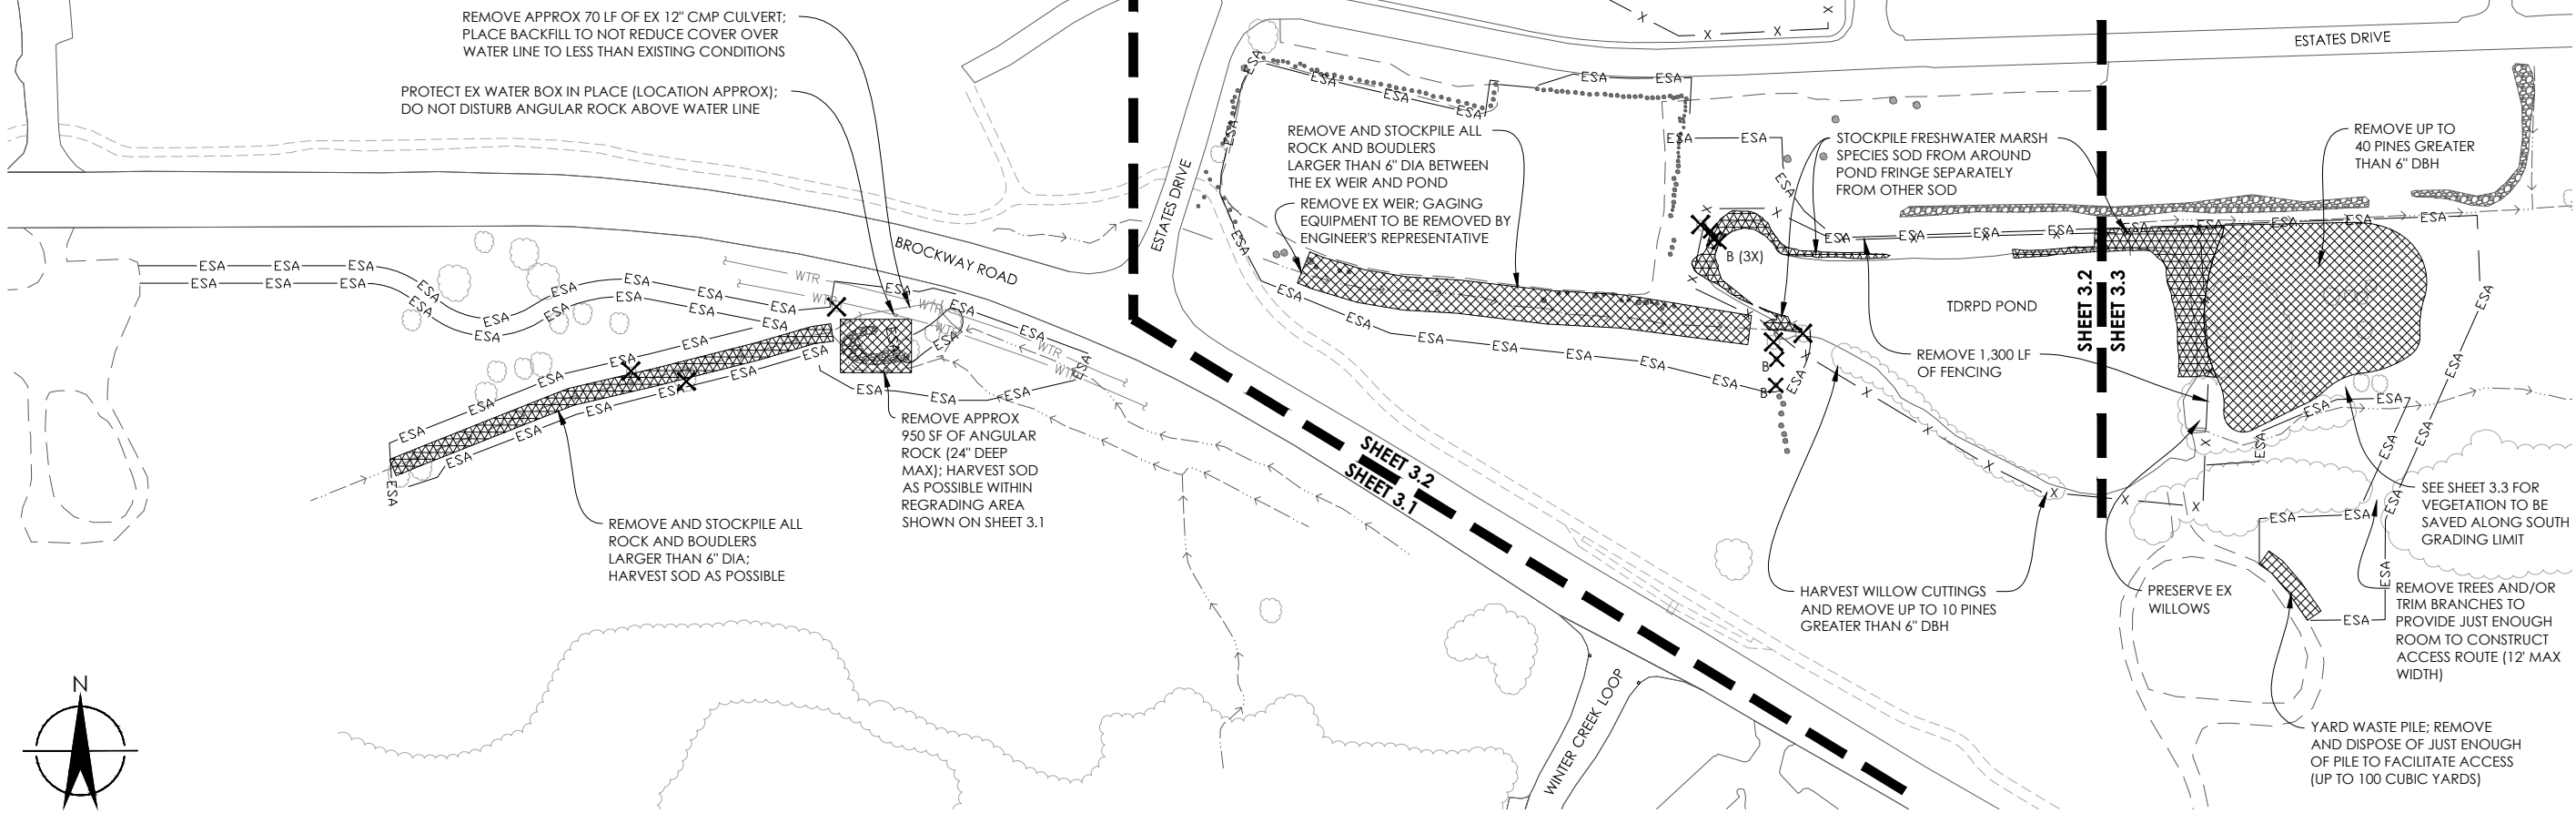 REMOVE APPROX 70 LF OF EX 12" CMP CULVERT;
PLACE BACKFILL TO NOT REDUCE COVER OVER
WATER LINE TO LESS THAN EXISTING CONDITIONS
PROTECT EX WATER BOX IN PLACE (LOCATION APPROX);
DO NOT DISTURB ANGULAR ROCK ABOVE WATER LINE
BROCKWAY ROAD
ESTATES DRIVE
ESTATES DRIVE
REMOVE AND STOCKPILE ALL
ROCK AND BOUDLERS
LARGER THAN 6" DIA BETWEEN
THE EX WEIR AND POND
REMOVE EX WEIR; GAGING
EQUIPMENT TO BE REMOVED BY
ENGINEER'S REPRESENTATIVE
STOCKPILE FRESHWATER MARSH
SPECIES SOD FROM AROUND
POND FRINGE SEPARATELY
FROM OTHER SOD
REMOVE UP TO
40 PINES GREATER
THAN 6" DBH
B (3X)
B
B
TDRPD POND
SHEET 3.2
SHEET 3.3
REMOVE 1,300 LF
OF FENCING
REMOVE APPROX
950 SF OF ANGULAR
ROCK (24" DEEP
MAX); HARVEST SOD
AS POSSIBLE WITHIN
REGRADING AREA
SHOWN ON SHEET 3.1
REMOVE AND STOCKPILE ALL
ROCK AND BOUDLERS
LARGER THAN 6" DIA;
HARVEST SOD AS POSSIBLE
SHEET 3.2
SHEET 3.1
SEE SHEET 3.3 FOR
VEGETATION TO BE
SAVED ALONG SOUTH
GRADING LIMIT
HARVEST WILLOW CUTTINGS
AND REMOVE UP TO 10 PINES
GREATER THAN 6" DBH
PRESERVE EX
WILLOWS
REMOVE TREES AND/OR
TRIM BRANCHES TO
PROVIDE JUST ENOUGH
ROOM TO CONSTRUCT
ACCESS ROUTE (12' MAX
WIDTH)
YARD WASTE PILE; REMOVE
AND DISPOSE OF JUST ENOUGH
OF PILE TO FACILITATE ACCESS
(UP TO 100 CUBIC YARDS)
WINTER CREEK LOOP
N
ESA ESA ESA
ESA ESA ESA
WTR
WTR